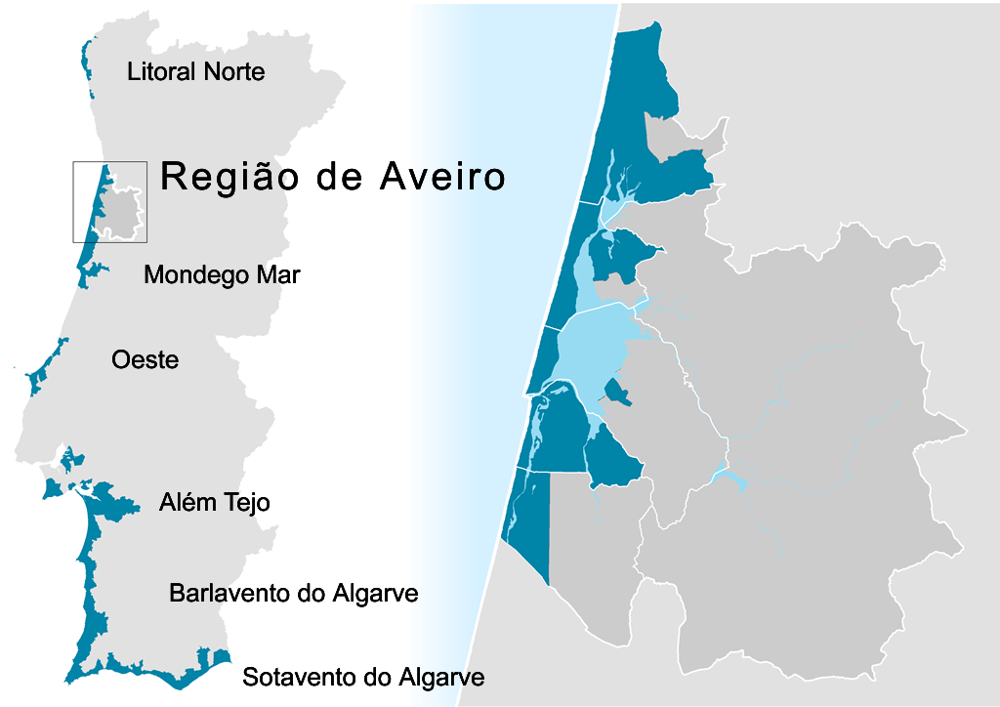 Litoral Norte
Região de Aveiro
Mondego Mar
Oeste
Além Tejo
Barlavento do Algarve
Sotavento do Algarve